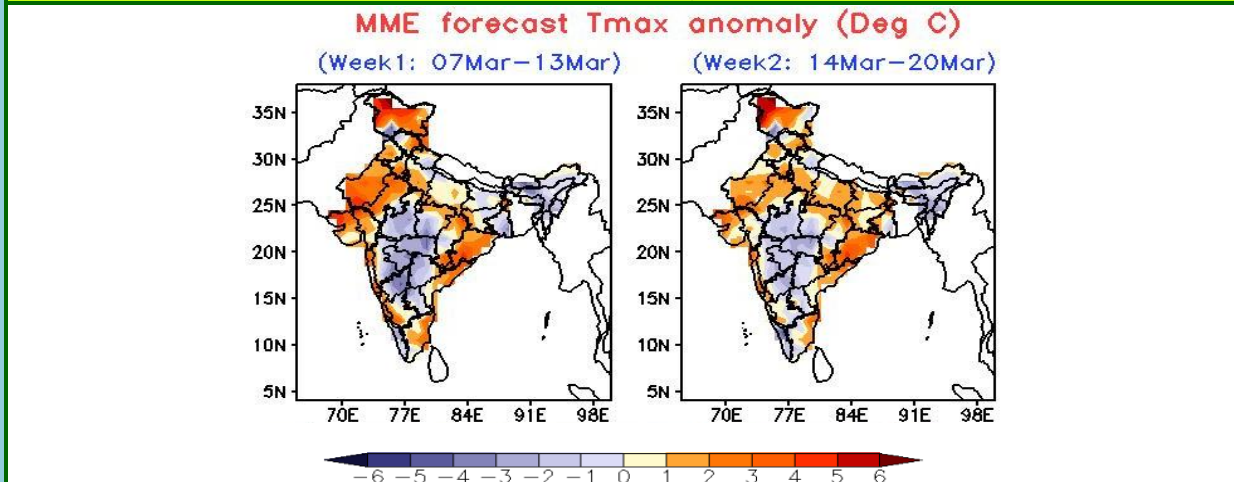 MME forecast Tmax anomaly (Deg C)
(Week1: 07Mar−13Mar) (Week2: 14Mar−20Mar)
35N 35N
30N 30N
25N 25N
20N 20N
15N 15N
10N 10N
5N 5N
70E 77E 84E 91E 98E 70E 77E 84E 91E 98E
−6 −5 −4 −3 −2 −1 0 1 2 3 4 5 6